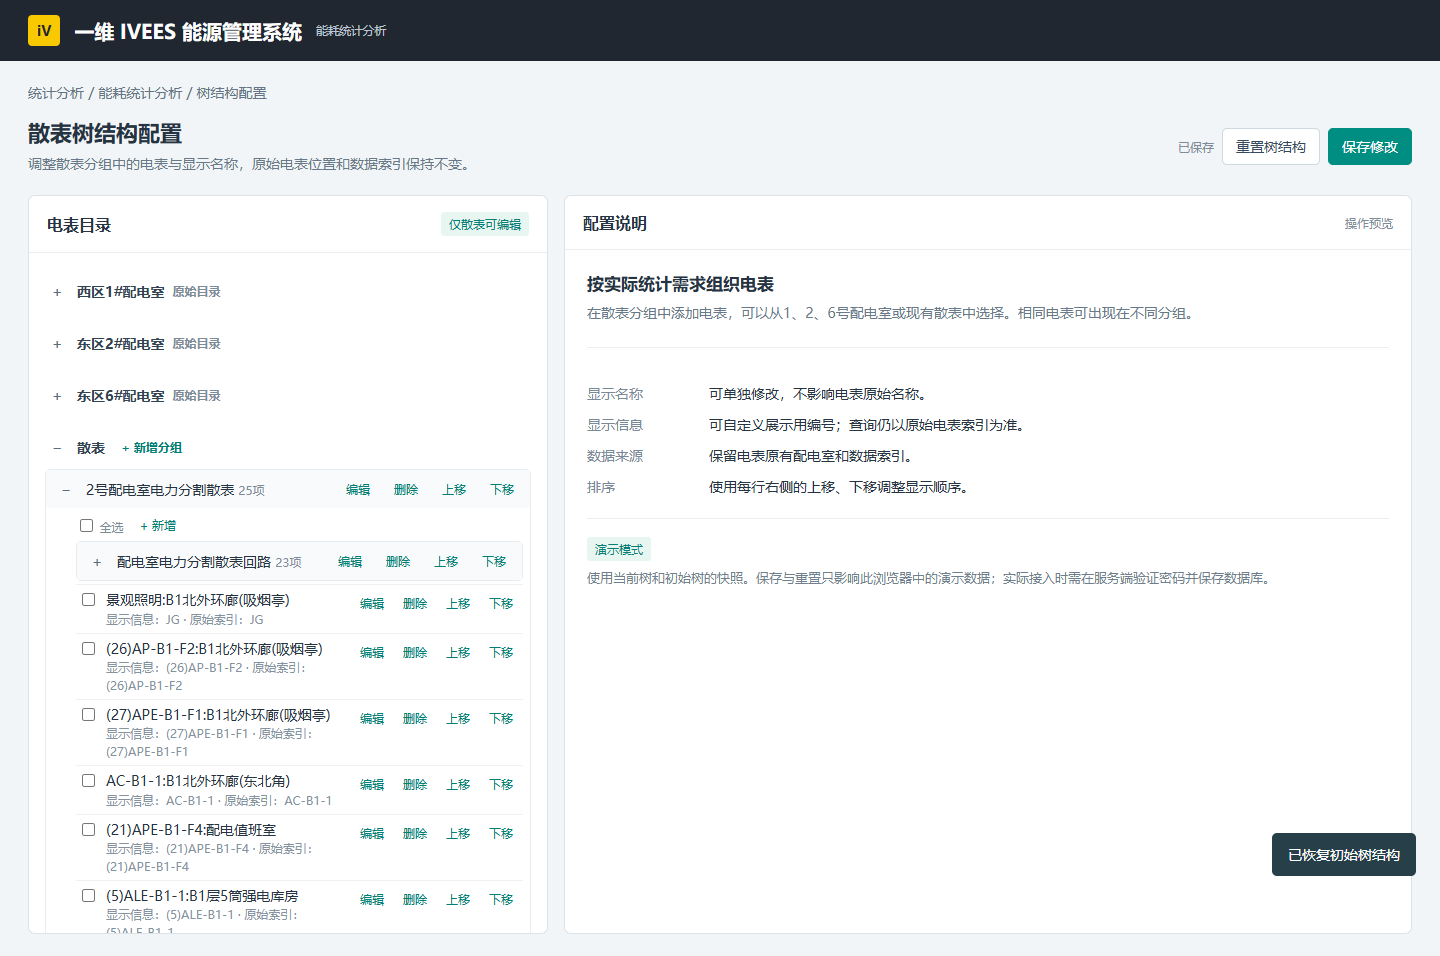 iV 一维 IVEES 能源管理系统 能耗统计分析
统计分析 / 能耗统计分析 / 树结构配置
散表树结构配置
调整散表分组中的电表与显示名称，原始电表位置和数据索引保持不变。
已保存 重置树结构 保存修改
电表目录 仅散表可编辑
+ 西区1#配电室 原始目录
+ 东区2#配电室 原始目录
+ 东区6#配电室 原始目录
− 散表 + 新增分组
− 2号配电室电力分割散表 25项 编辑 删除 上移 下移
全选 + 新增
+ 配电室电力分割散表回路 23项 编辑 删除 上移 下移
景观照明:B1北外环廊(吸烟亭) 编辑 删除 上移 下移
显示信息：JG · 原始索引：JG
(26)AP-B1-F2:B1北外环廊(吸烟亭) 编辑 删除 上移 下移
显示信息：(26)AP-B1-F2 · 原始索引：
(26)AP-B1-F2
(27)APE-B1-F1:B1北外环廊(吸烟亭) 编辑 删除 上移 下移
显示信息：(27)APE-B1-F1 · 原始索引：
(27)APE-B1-F1
AC-B1-1:B1北外环廊(东北角) 编辑 删除 上移 下移
显示信息：AC-B1-1 · 原始索引：AC-B1-1
(21)APE-B1-F4:配电值班室 编辑 删除 上移 下移
显示信息：(21)APE-B1-F4 · 原始索引：
(21)APE-B1-F4
(5)ALE-B1-1:B1层5筒强电库房 编辑 删除 上移 下移
显示信息：(5)ALE-B1-1 · 原始索引：
(5)ALE-B1-1
配置说明 操作预览
按实际统计需求组织电表
在散表分组中添加电表，可以从1、2、6号配电室或现有散表中选择。相同电表可出现在不同分组。
显示名称 可单独修改，不影响电表原始名称。
显示信息 可自定义展示用编号；查询仍以原始电表索引为准。
数据来源 保留电表原有配电室和数据索引。
排序 使用每行右侧的上移、下移调整显示顺序。
演示模式
使用当前树和初始树的快照。保存与重置只影响此浏览器中的演示数据；实际接入时需在服务端验证密码并保存数据库。
已恢复初始树结构